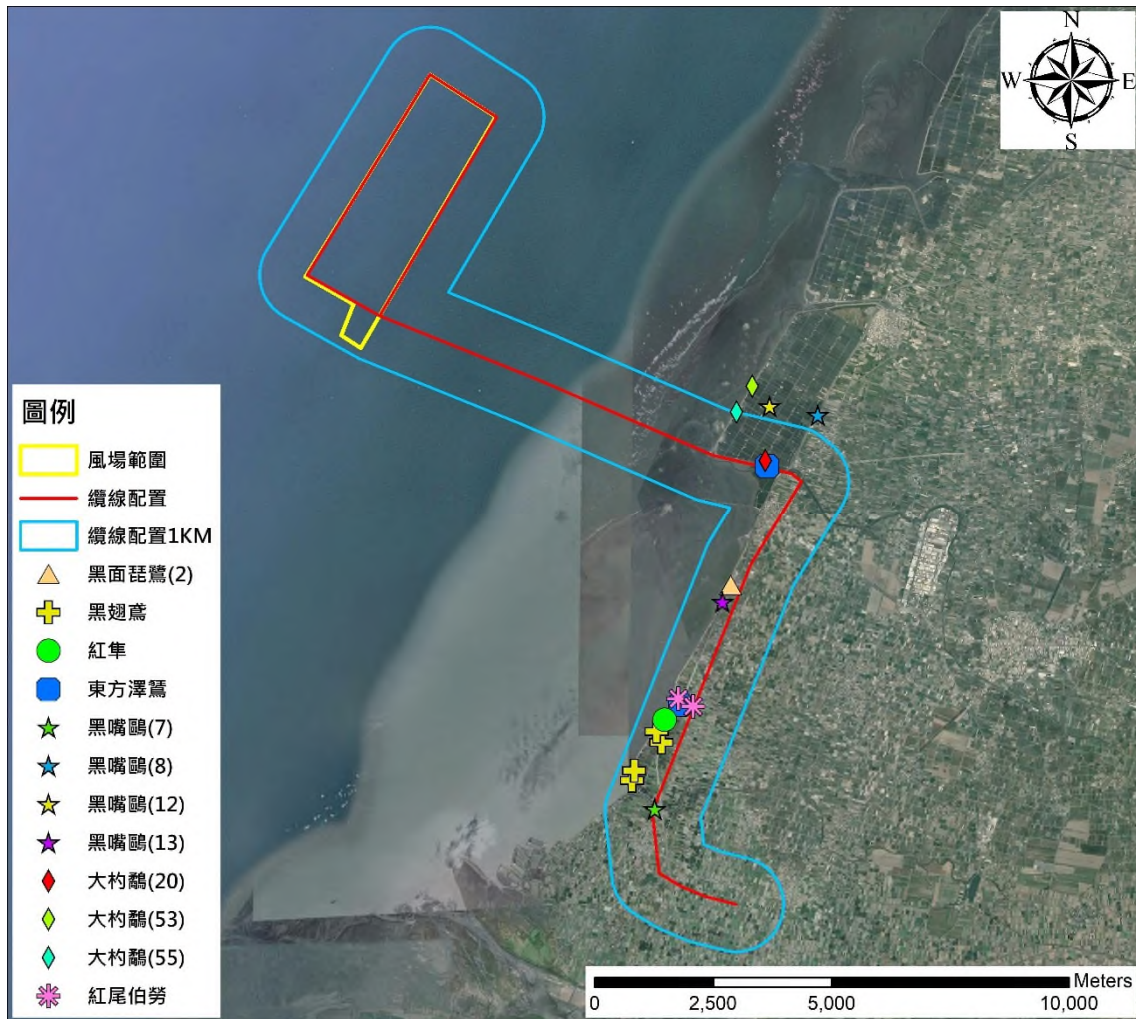 N
W
E
S
圖例
風場範圍
纜線配置
纜線配置1KM
黑面琵鷺(2)
黑翅鳶
紅隼
東方澤鵟
黑嘴鷗(7)
黑嘴鷗(8)
黑嘴鷗(12)
黑嘴鷗(13)
大杓鷸(20)
大杓鷸(53)
大杓鷸(55)
紅尾伯勞
Meters
0 2,500 5,000 10,000